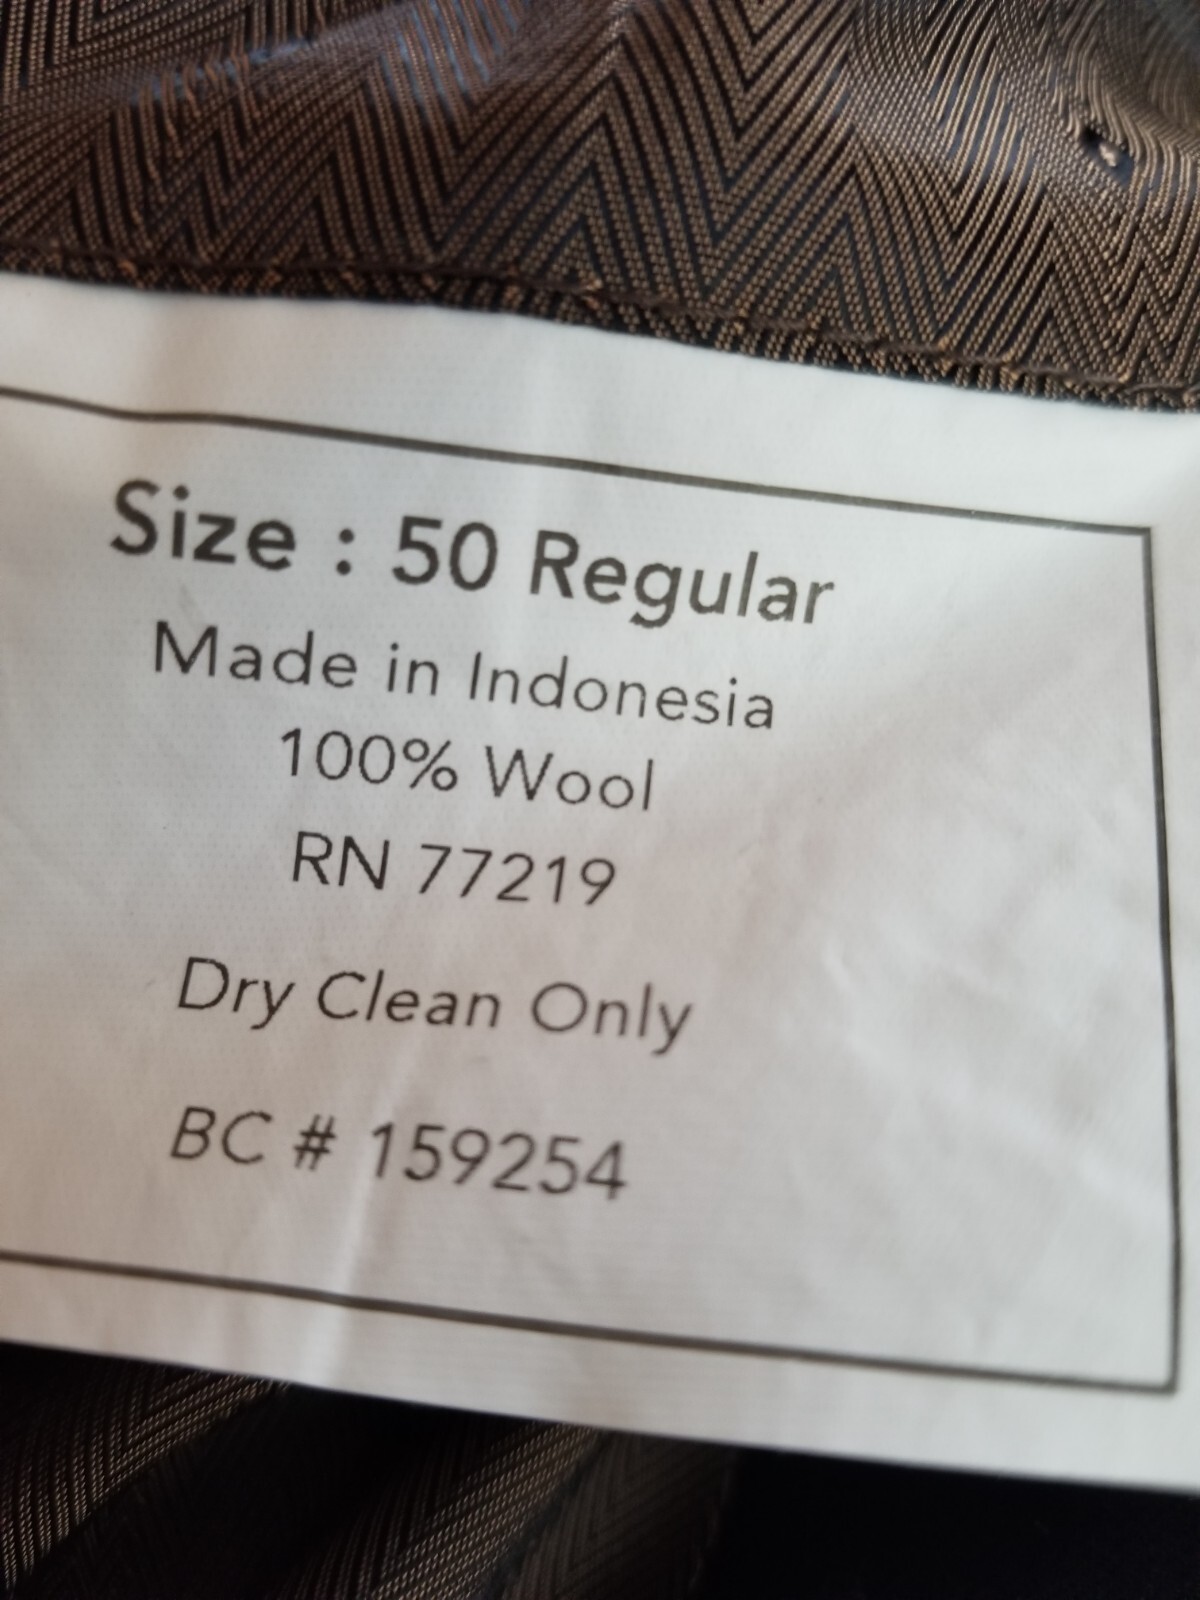 Size : 50 Regular
Made in Indonesia
100% Wool
RN 77219
Dry Clean Only
BC # 159254